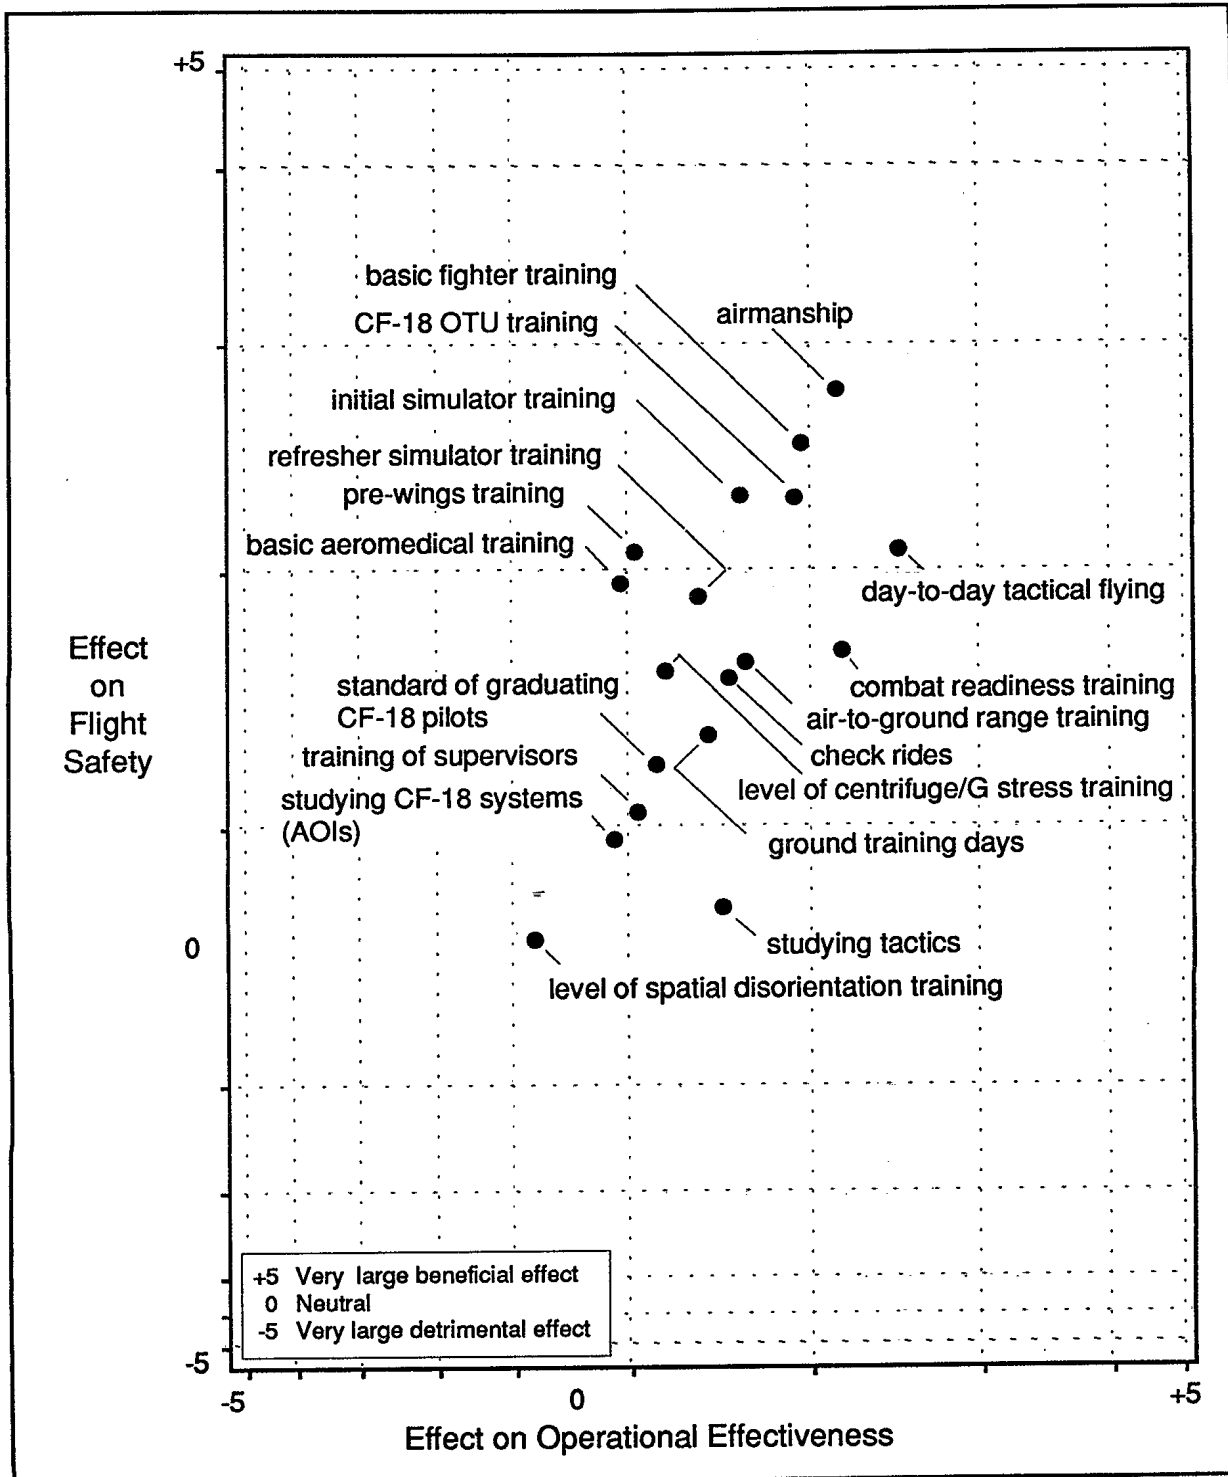 +5
basic fighter training
airmanship
CF-18 OTU training
initial simulator training
refresher simulator training
pre-wings training
basic aeromedical training
day-to-day tactical flying
Effect
on
Flight
Safety
standard of graduating
CF-18 pilots
combat readiness training
air-to-ground range training
training of supervisors
check rides
level of centrifuge/G stress training
studying CF-18 systems
(AOIs)
ground training days
0
studying tactics
level of spatial disorientation training
+5 Very large beneficial effect
0 Neutral
-5 Very large detrimental effect
-5
-5
0
+5
Effect on Operational Effectiveness